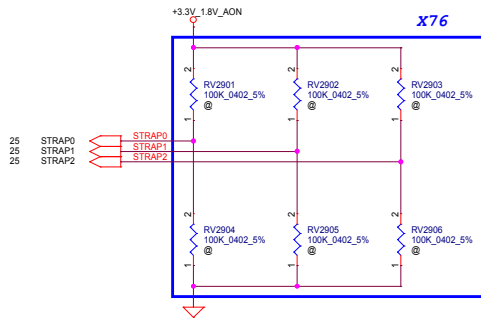 +3.3V_1.8V_AON
X76
2 2 2
RV2901 RV2902 RV2903
100K_0402_5% 100K_0402_5% 100K_0402_5%
@ @ @
1 1 1
25 STRAP0 STRAP0
25 STRAP1 STRAP1
25 STRAP2 STRAP2
2 2 2
RV2904 RV2905 RV2906
100K_0402_5% 100K_0402_5% 100K_0402_5%
@ @ @
1 1 1